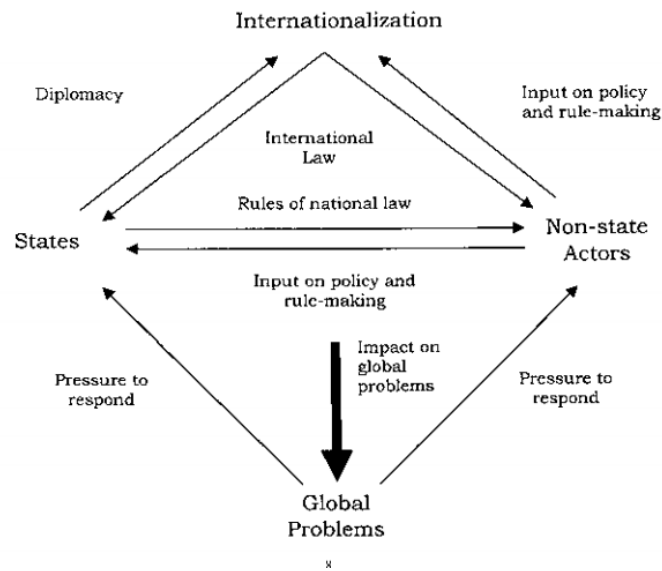 Internationalization
Diplomacy
Input on policy
and rule-making
International
Law
Rules of national law
States
Non-state
Actors
Input on policy and
rule-making
Impact on
global
problems
Pressure to
respond
Pressure to
respond
Global
Problems